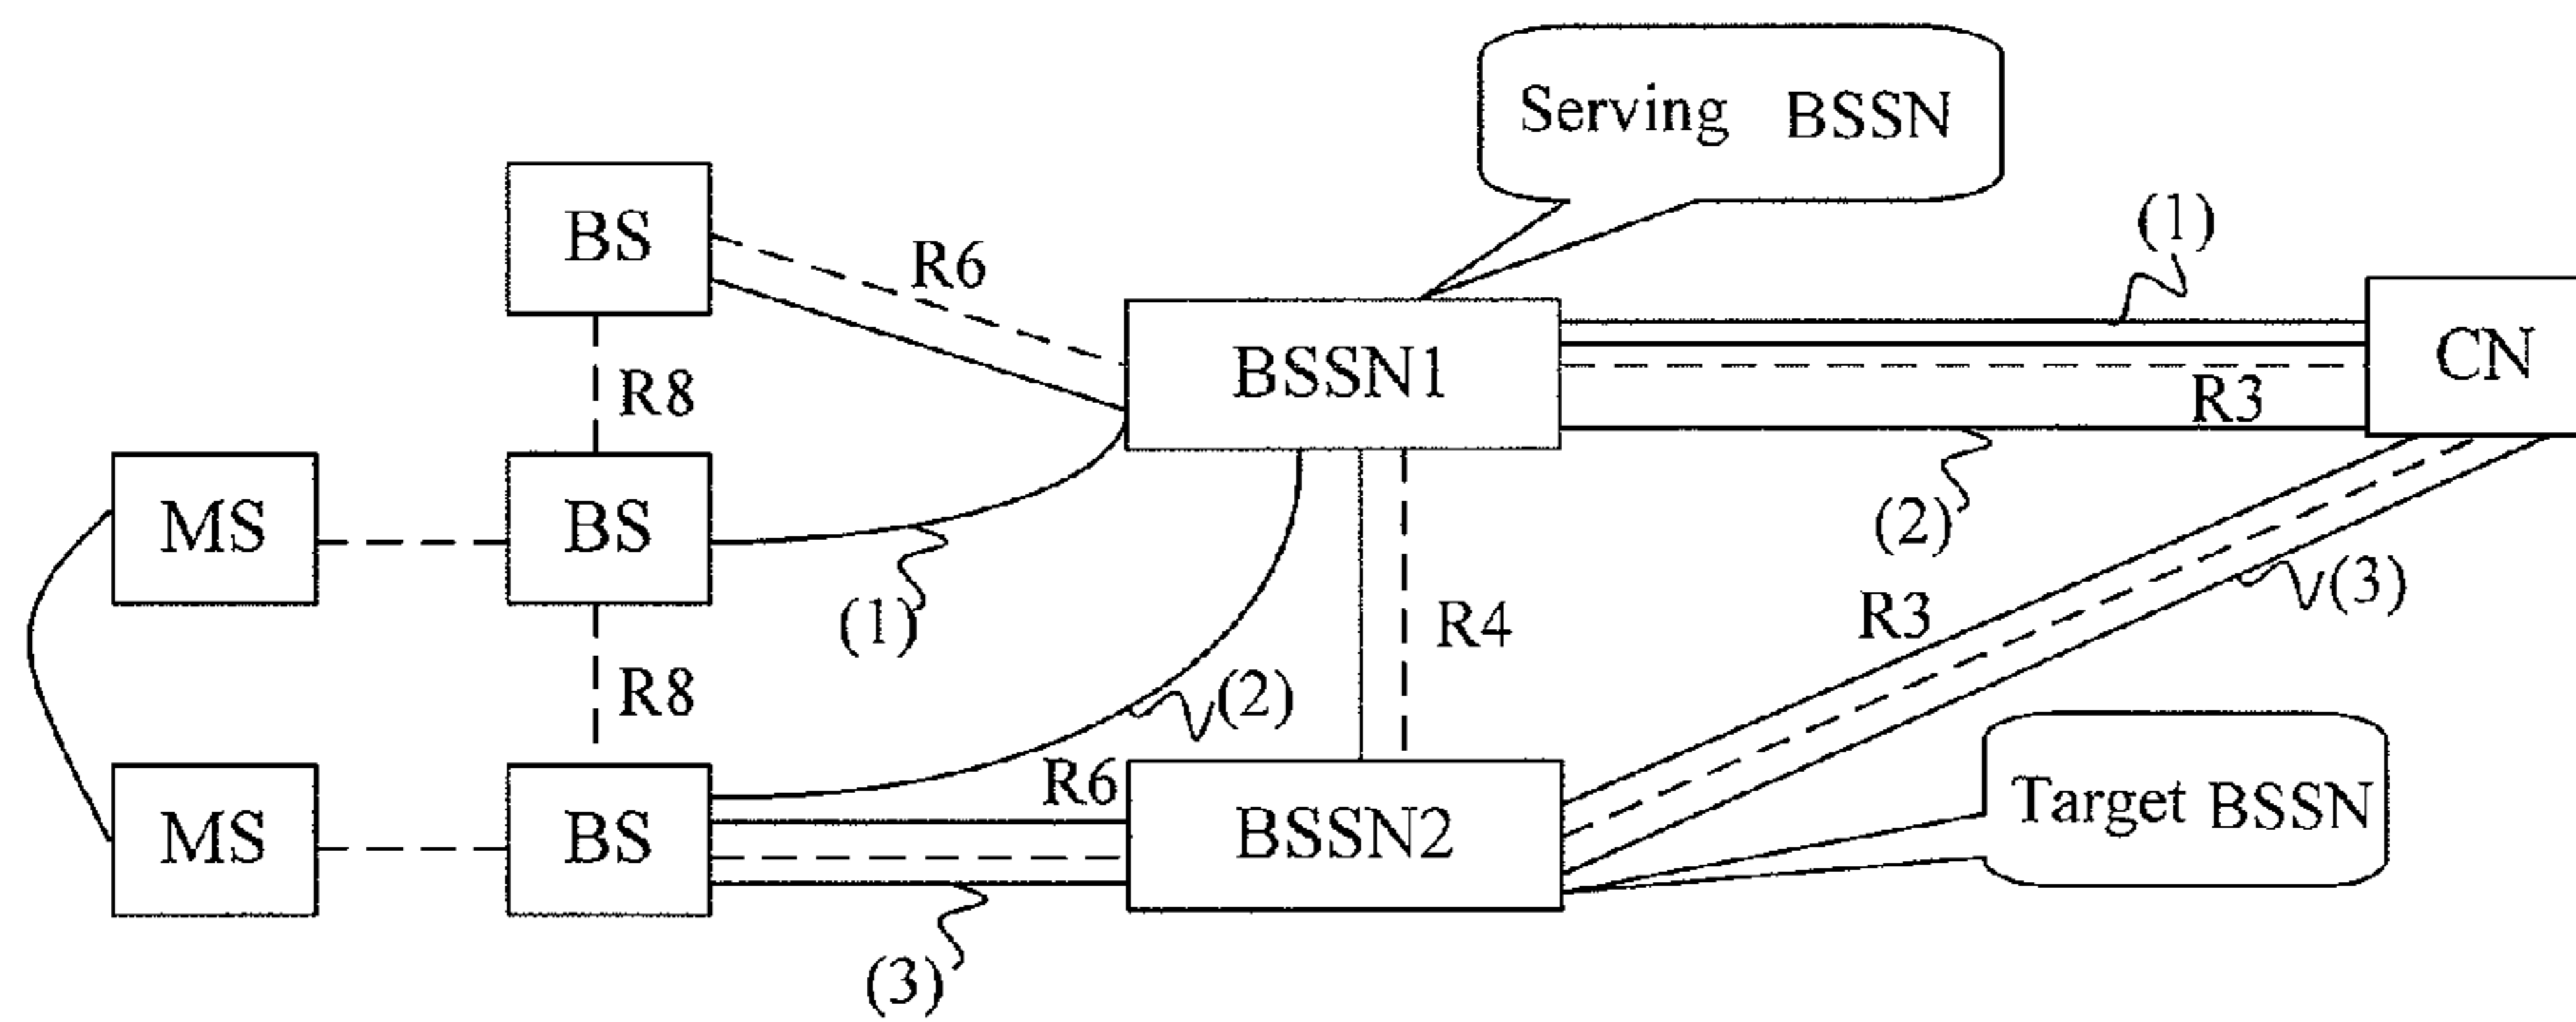 Serving BSSN
(1)
BS
R6
BSSN1
CN
R8
R3
MS
BS
(2)
(1)
R4
R3
(3)
R8
(2)
R6
MS
BS
BSSN2
Target BSSN
(3)